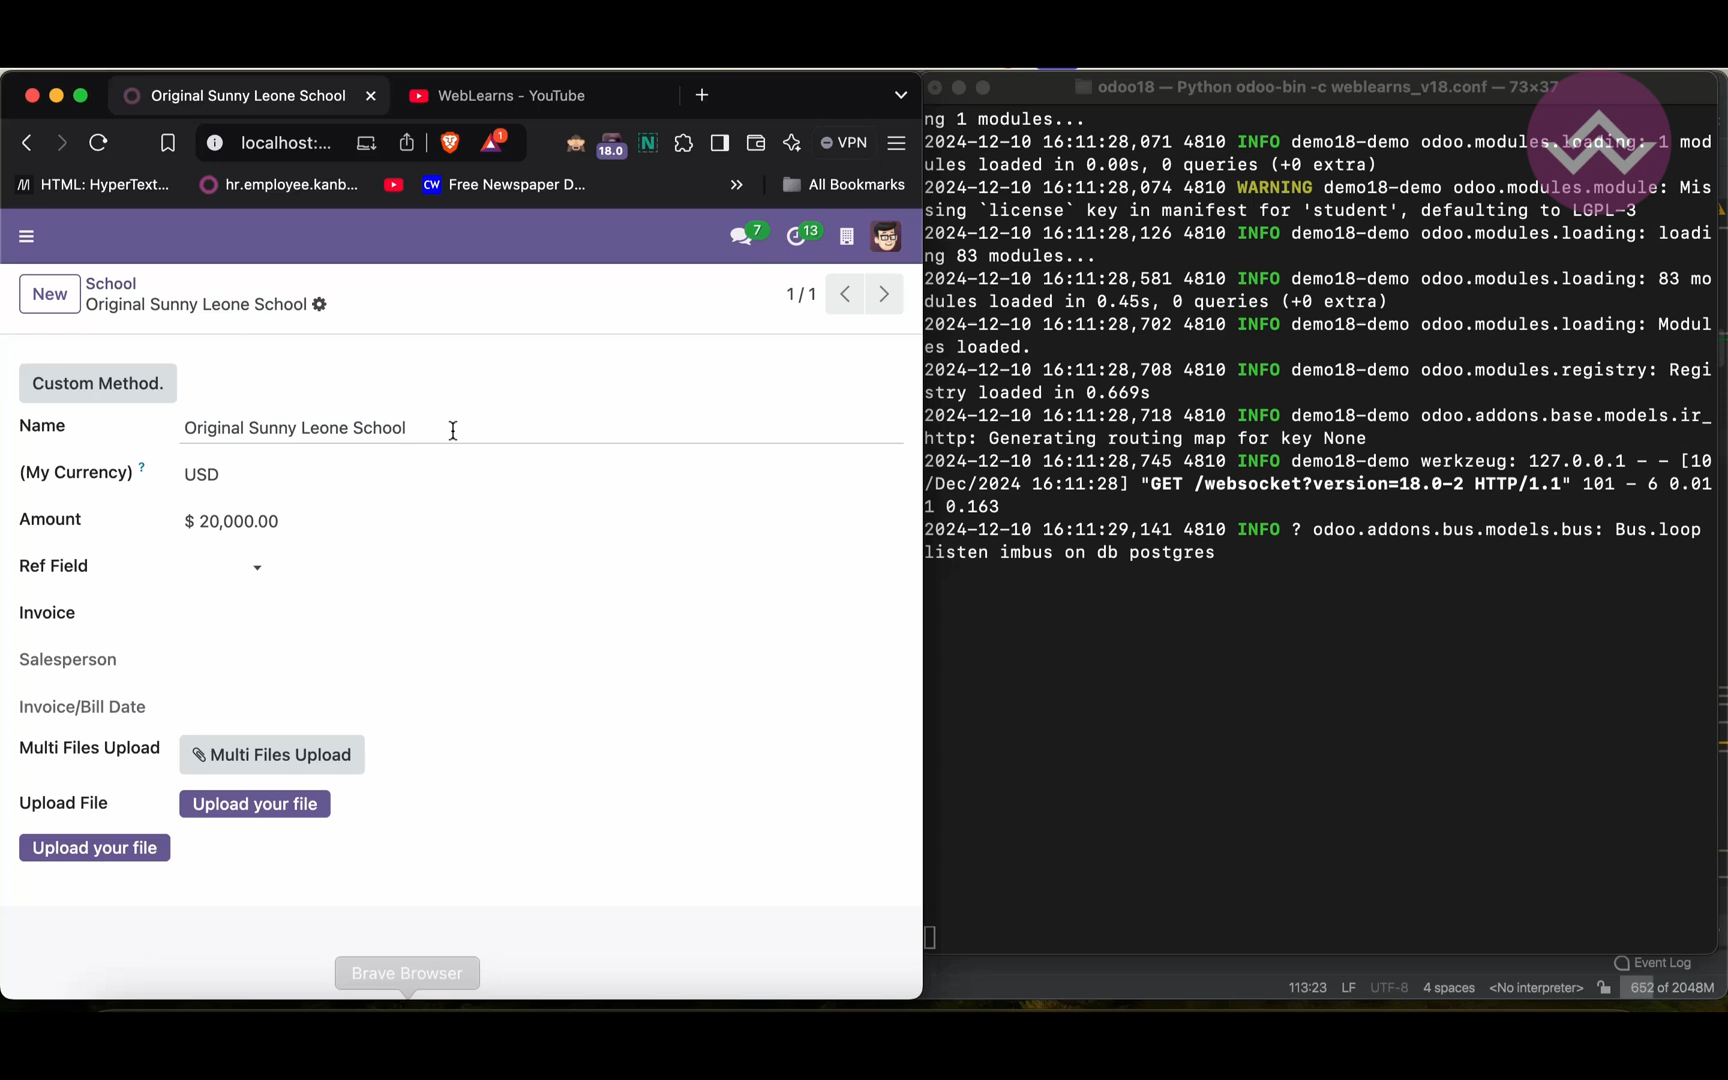 Original Sunny Leone School
WebLearns - YouTube
localhost:...
1
18.0
N
VPN
HTML: HyperText...
hr.employee.kanb...
CW Free Newspaper D...
All Bookmarks
7
13
New
School
Original Sunny Leone School
1 / 1
Custom Method.
Name
Original Sunny Leone School
(My Currency) ?
USD
Amount
$ 20,000.00
Ref Field
Invoice
Salesperson
Invoice/Bill Date
Multi Files Upload
Multi Files Upload
Upload File
Upload your file
Upload your file
Brave Browser
odoo18 — Python odoo-bin -c weblearns_v18.conf — 73×37
ng 1 modules...
2024-12-10 16:11:28,071 4810 INFO demo18-demo odoo.modules.loading: 1 mod
ules loaded in 0.00s, 0 queries (+0 extra)
2024-12-10 16:11:28,074 4810 WARNING demo18-demo odoo.modules.module: Mis
sing `license` key in manifest for 'student', defaulting to LGPL-3
2024-12-10 16:11:28,126 4810 INFO demo18-demo odoo.modules.loading: loadi
ng 83 modules...
2024-12-10 16:11:28,581 4810 INFO demo18-demo odoo.modules.loading: 83 mo
dules loaded in 0.45s, 0 queries (+0 extra)
2024-12-10 16:11:28,702 4810 INFO demo18-demo odoo.modules.loading: Modul
es loaded.
2024-12-10 16:11:28,708 4810 INFO demo18-demo odoo.modules.registry: Regi
stry loaded in 0.669s
2024-12-10 16:11:28,718 4810 INFO demo18-demo odoo.addons.base.models.ir_
http: Generating routing map for key None
2024-12-10 16:11:28,745 4810 INFO demo18-demo werkzeug: 127.0.0.1 - - [10
/Dec/2024 16:11:28] "GET /websocket?version=18.0-2 HTTP/1.1" 101 - 6 0.01
1 0.163
2024-12-10 16:11:29,141 4810 INFO ? odoo.addons.bus.models.bus: Bus.loop
listen imbus on db postgres
Event Log
113:23 LF UTF-8 4 spaces <No interpreter> 652 of 2048M